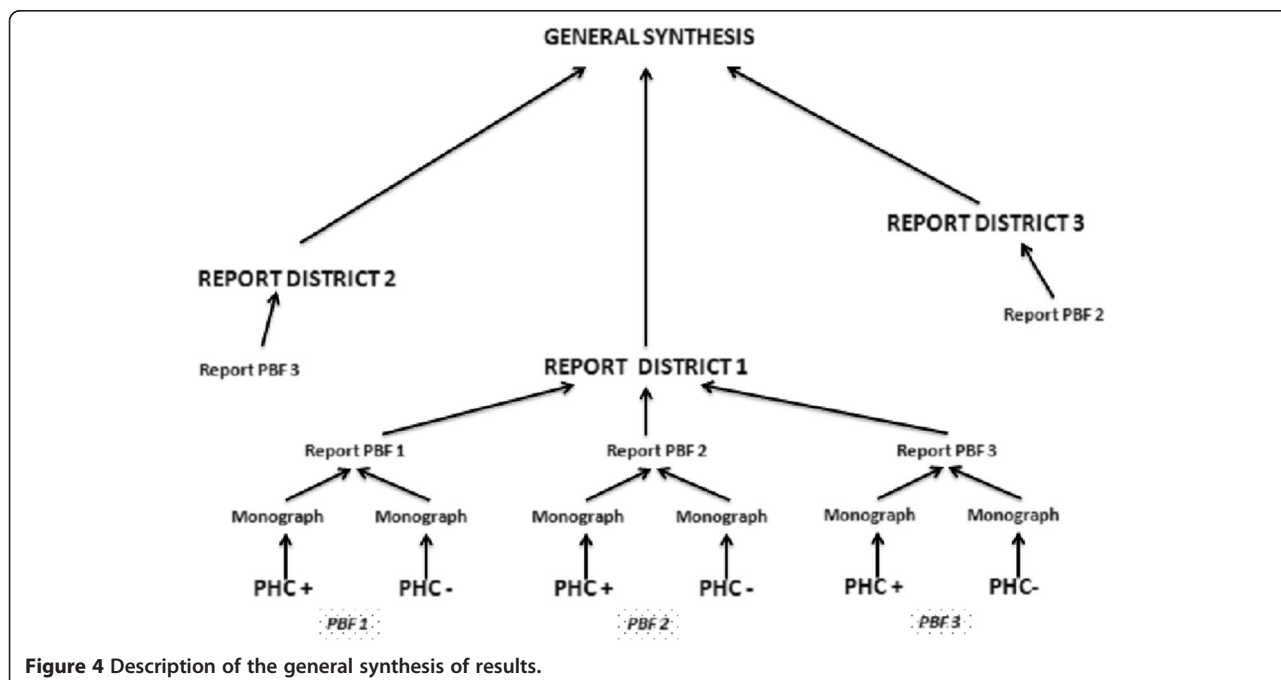 GENERAL SYNTHESIS
REPORT DISTRICT 3
REPORT DISTRICT 2
Report PBF 2
Report PBF 3
REPORT DISTRICT 1
Report PBF 1 Report PBF 2 Report PBF 3
Monograph Monograph Monograph Monograph Monograph Monograph
PHC + PHC - PHC + PHC - PHC + PHC-
PBF 1 PBF 2 PBF 3
Figure 4 Description of the general synthesis of results.